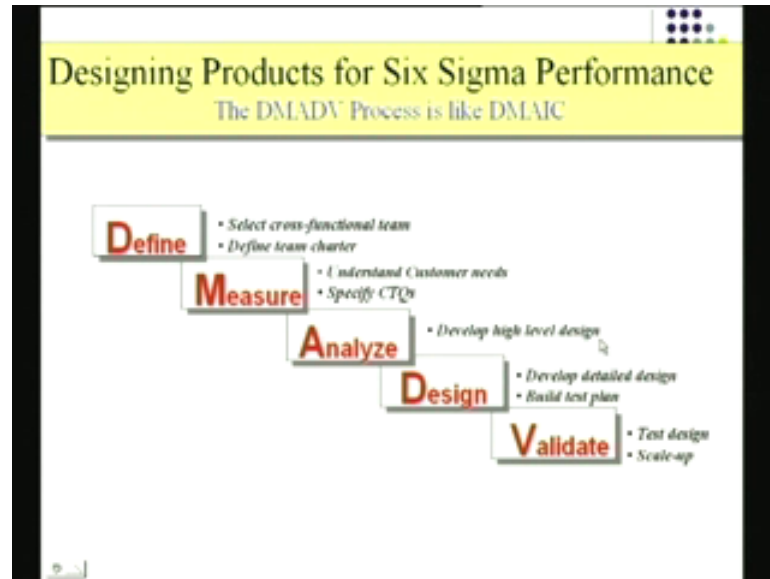 Designing Products for Six Sigma Performance
The DMADV Process is like DMAIC
Define
• Select cross-functional team
• Define team charter
Measure
• Understand Customer needs
• Specify CTQs
Analyze
• Develop high level design
Design
• Develop detailed design
• Build test plan
Validate
• Test design
• Scale-up